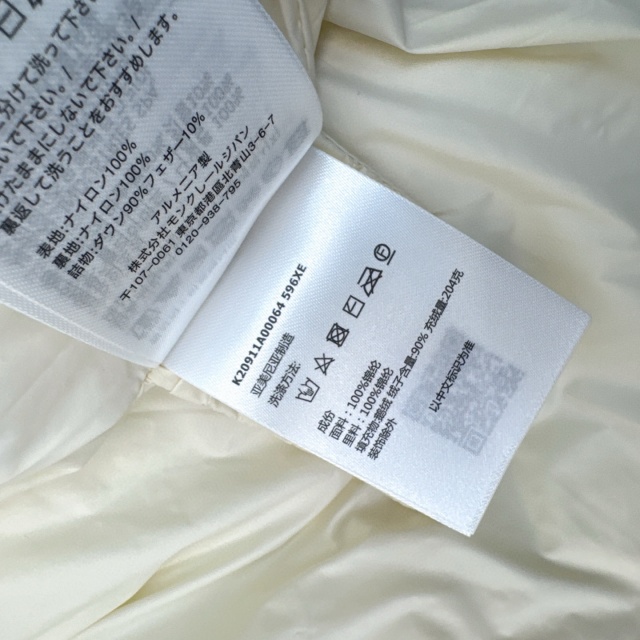 分けて洗って下さい。/
いで下さい。/
けたままにしないで下さい。/
裏返して洗うことをおすすめします。
表地:ナイロン100%
裏地:ナイロン100%
詰物:ダウン90%フェザー10%
アルメニア製
株式会社モンクレールジャパン
〒107-0061 東京都港区北青山3-6-7
K20911A00064 596XE
亚美尼亚制造
洗涤方法
成份
面料:100%锦纶
里料:100%锦纶
填充物:鹅绒 绒子含量:90% 充绒量:204克
装饰除外
以中文标识为准